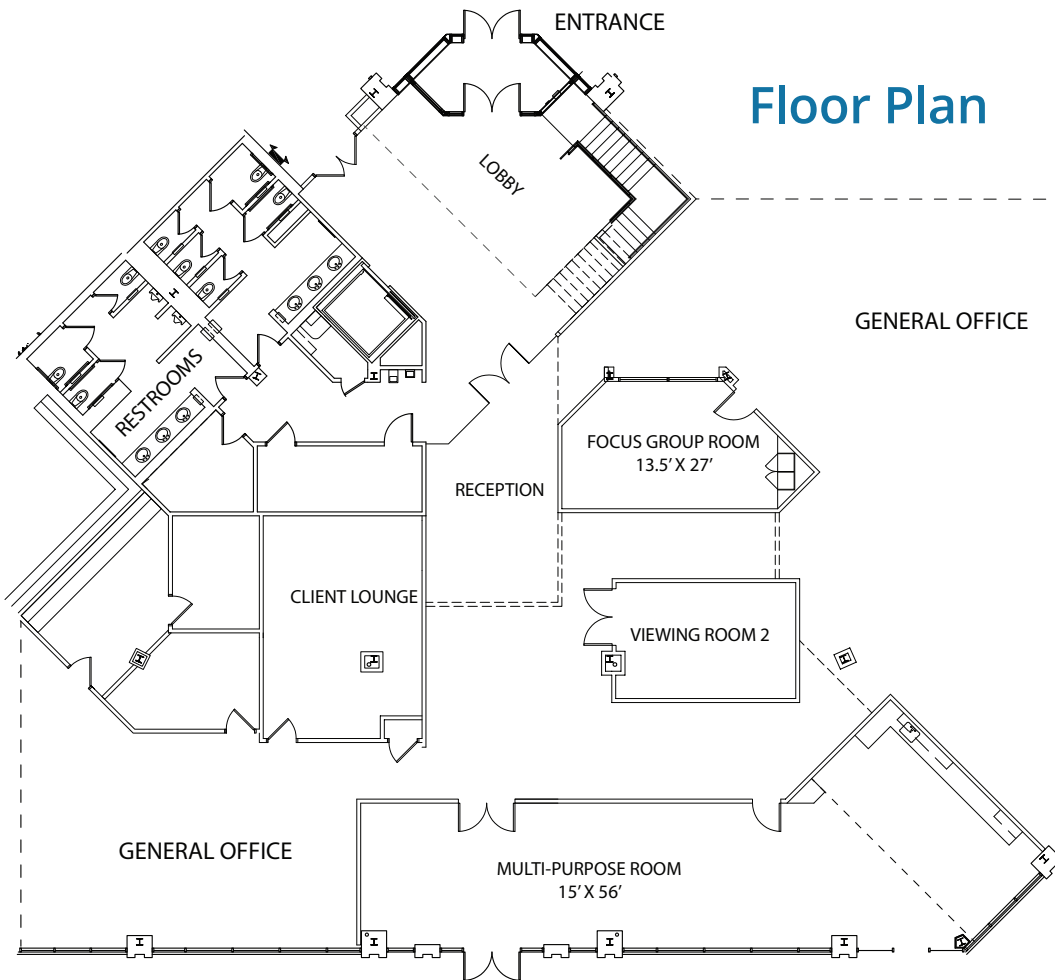 ENTRANCE
Floor Plan
LOBBY
GENERAL OFFICE
RESTROOMS
FOCUS GROUP ROOM
13.5’ X 27’
RECEPTION
CLIENT LOUNGE
VIEWING ROOM 2
GENERAL OFFICE
MULTI-PURPOSE ROOM
15’ X 56’